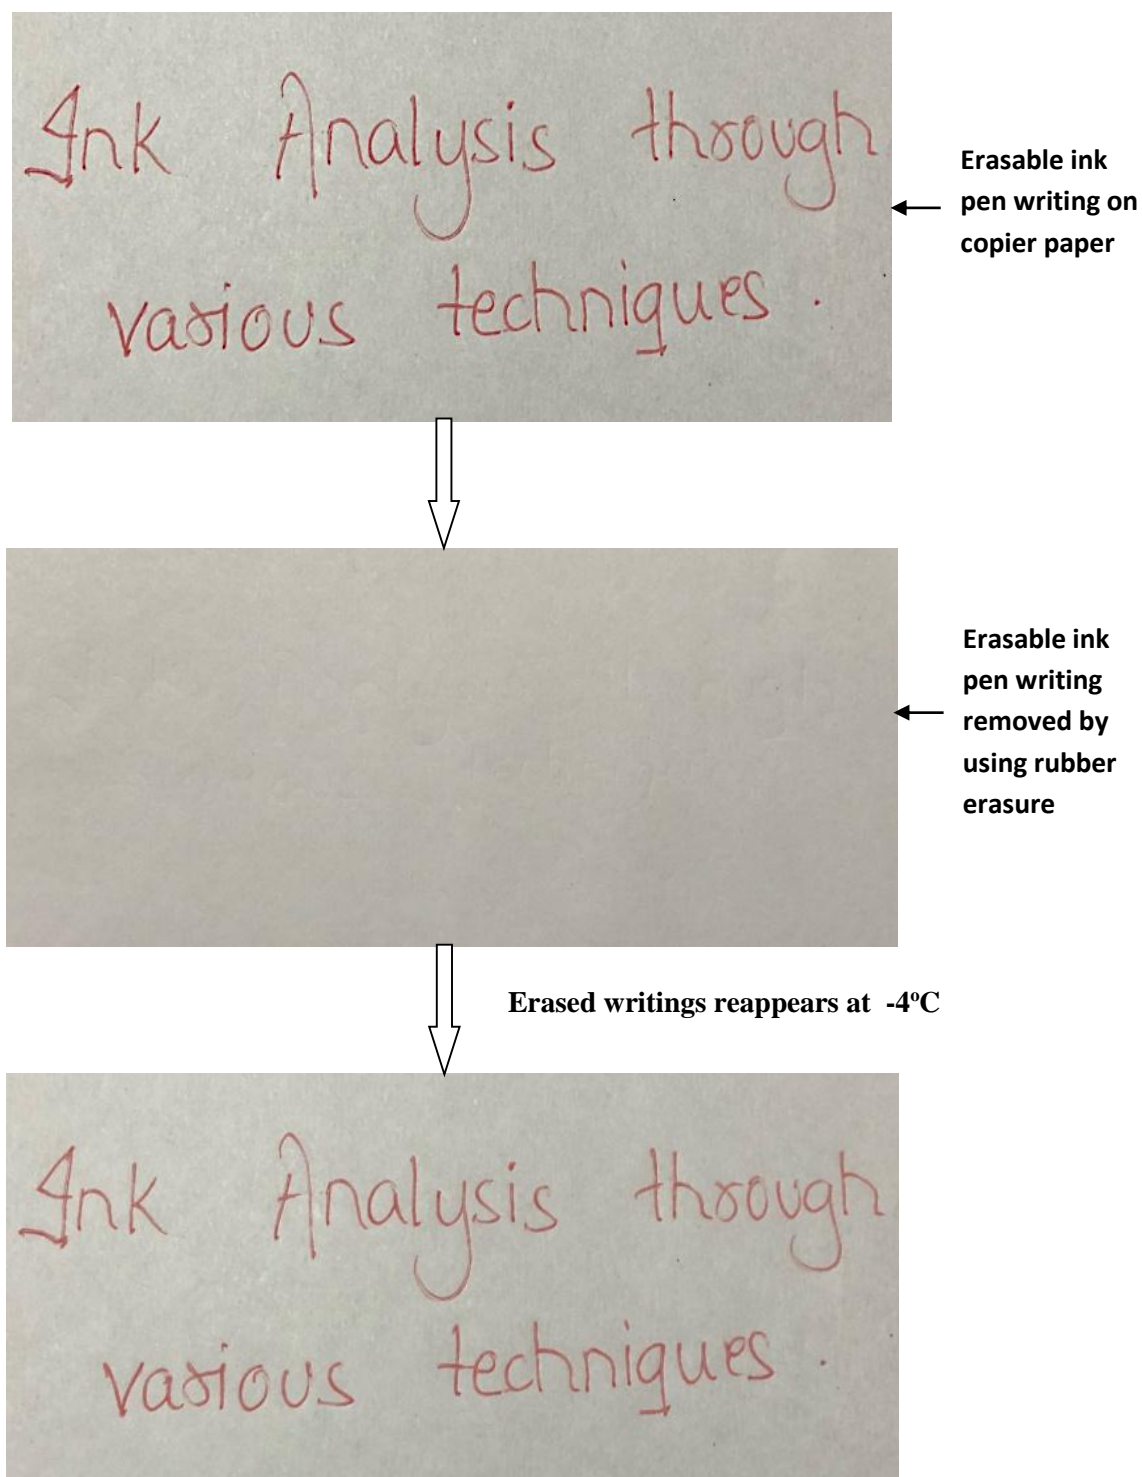 Ink Analysis through
various techniques.
Erasable ink
pen writing on
copier paper
Erasable ink
pen writing
removed by
using rubber
erasure
Erased writings reappears at -4ºC
Ink Analysis through
various techniques.